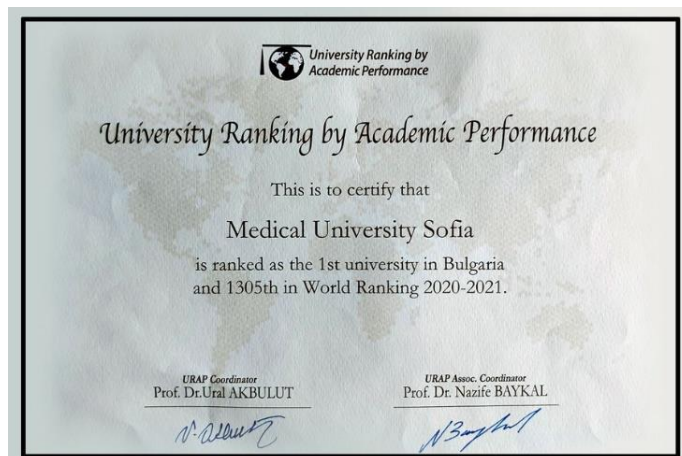 University Ranking by
Academic Performance
University Ranking by Academic Performance
This is to certify that
Medical University Sofia
is ranked as the 1st university in Bulgaria
and 1305th in World Ranking 2020-2021.
URAP Coordinator
Prof. Dr.Ural AKBULUT
URAP Assoc. Coordinator
Prof. Dr. Nazife BAYKAL